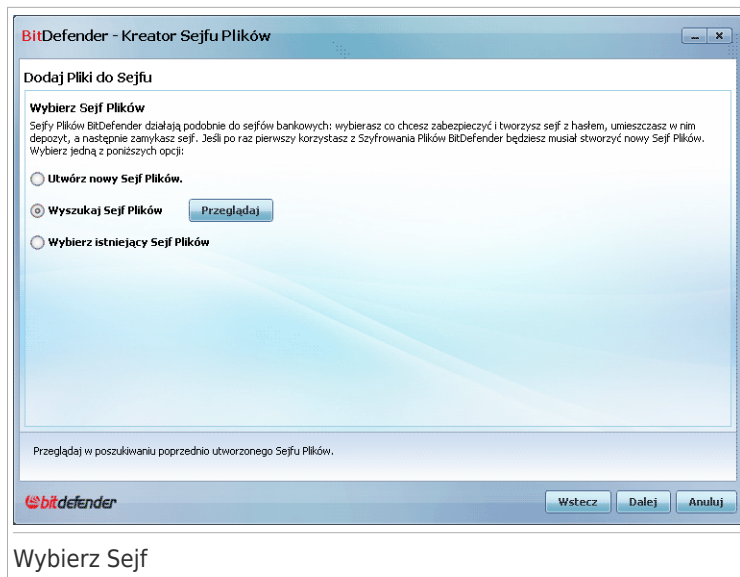 BitDefender - Kreator Sejfu Plików
Dodaj Pliki do Sejfu
Wybierz Sejf Plików
Sejfy Plików BitDefender działają podobnie do sejfów bankowych: wybierasz co chcesz zabezpieczyć i tworzysz sejf z hasłem, umieszczasz w nim
depozyt, a następnie zamykasz sejf. Jeśli po raz pierwszy korzystasz z Szyfrowania Plików BitDefender będziesz musiał stworzyć nowy Sejf Plików.
Wybierz jedną z poniższych opcji:
Utwórz nowy Sejf Plików.
Wyszukaj Sejf Plików Przeglądaj
Wybierz istniejący Sejf Plików
Przeglądaj w poszukiwaniu poprzednio utworzonego Sejfu Plików.
bitdefender Wstecz Dalej Anuluj
Wybierz Sejf